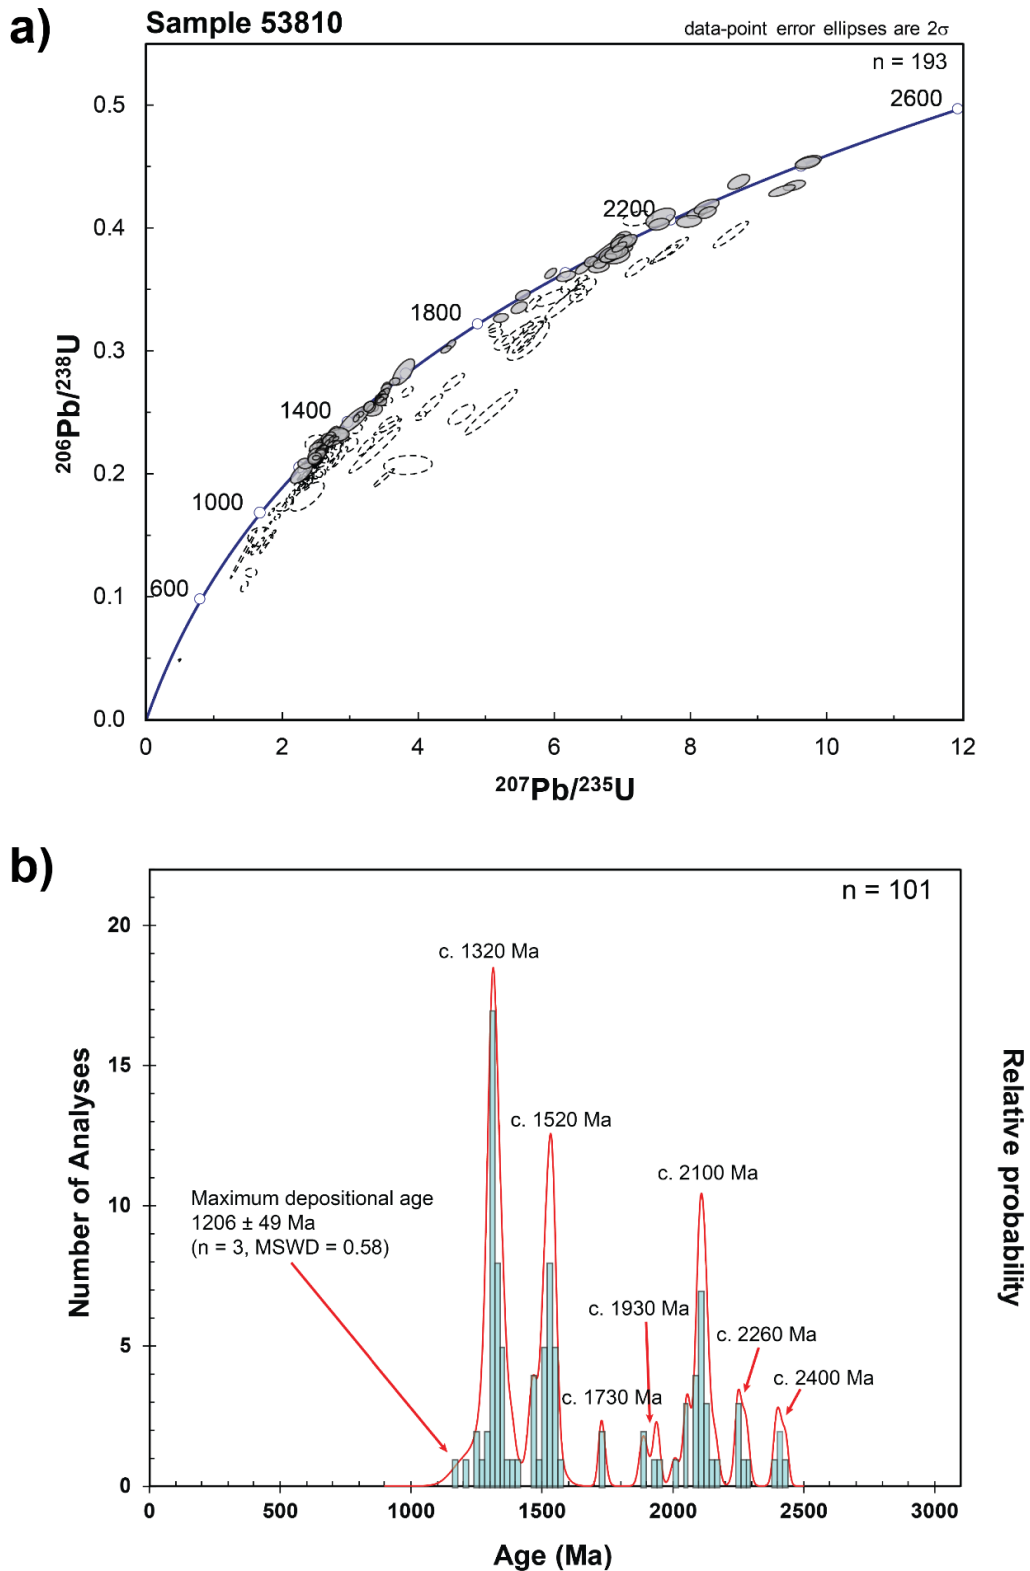 a)
Sample 53810
data-point error ellipses are 2σ
n = 193
2600
0.5
2200
0.4
1800
0.3
1400
0.2
1000
600
0.1
0.0
0 2 4 6 8 10 12
206Pb/238U
207Pb/235U
b)
n = 101
20
c. 1320 Ma
15
c. 1520 Ma
c. 2100 Ma
Maximum depositional age
1206 ± 49 Ma
(n = 3, MSWD = 0.58)
10
c. 1930 Ma
c. 2260 Ma
5
c. 2400 Ma
c. 1730 Ma
0
0 500 1000 1500 2000 2500 3000
Number of Analyses
Relative probability
Age (Ma)